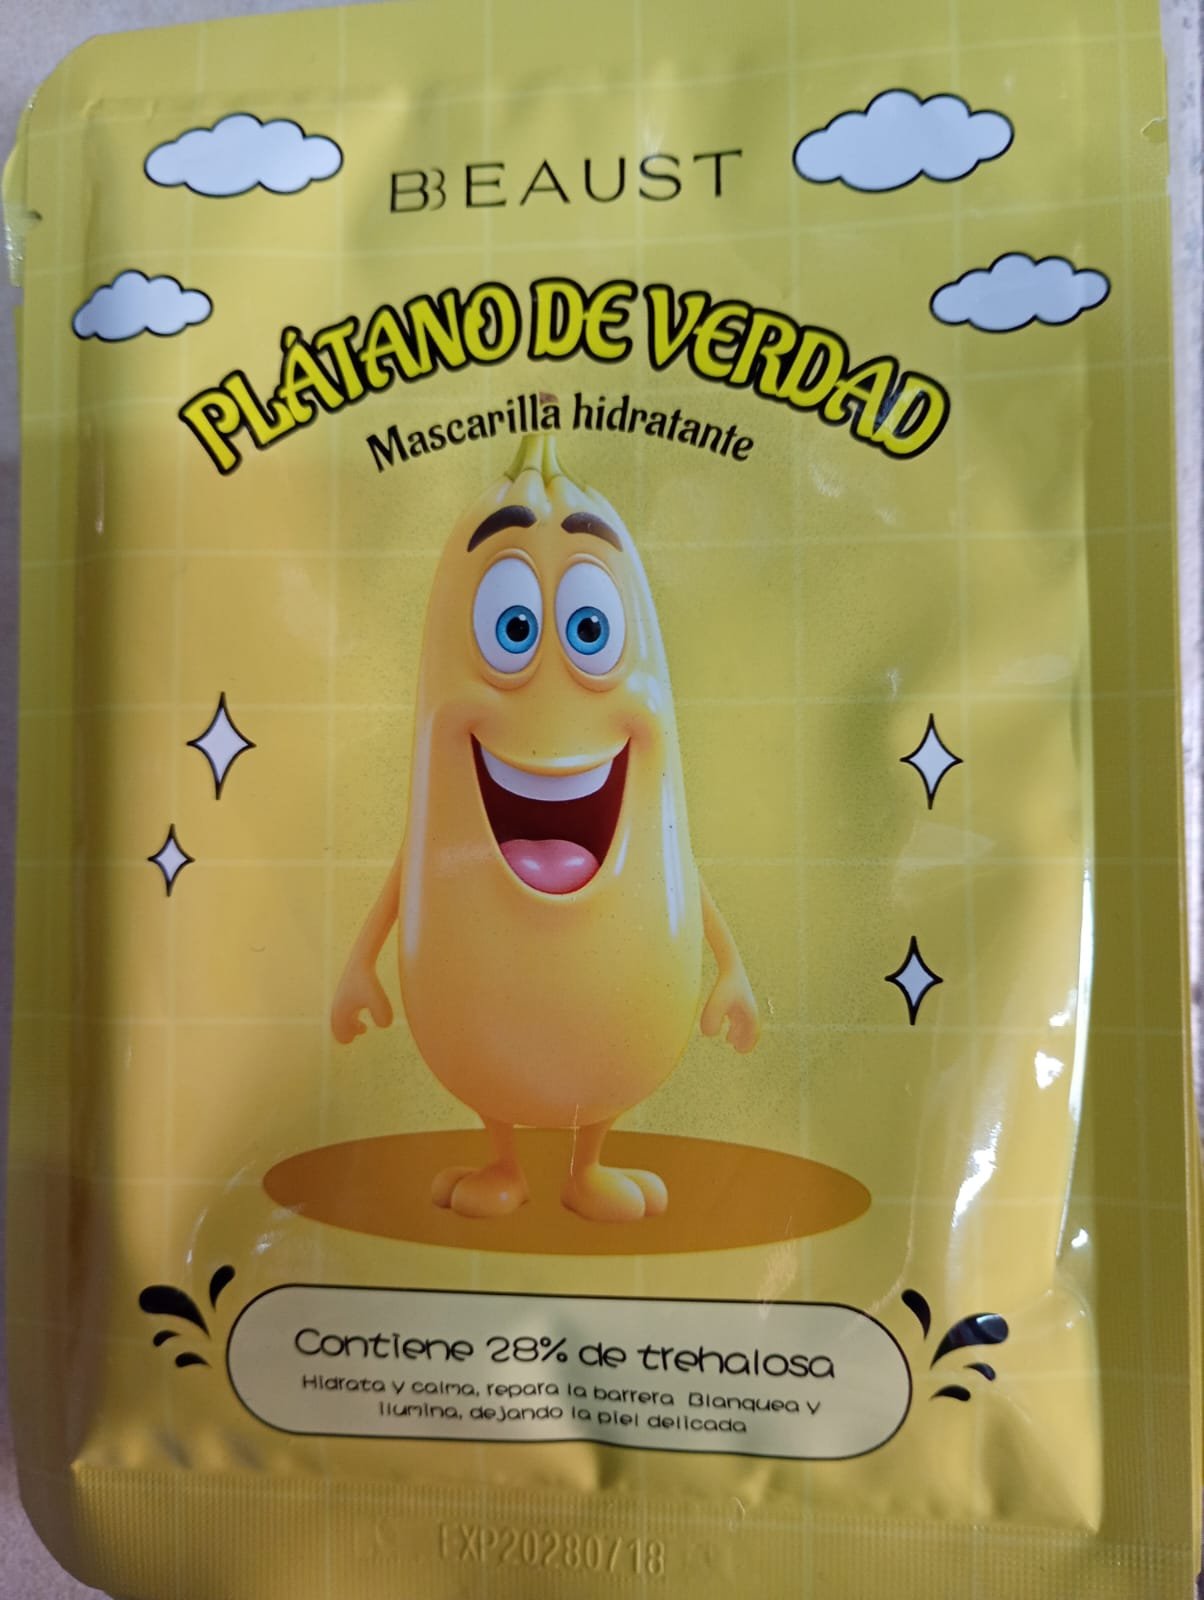 BEAUST
PLÁTANO DE VERDAD
Mascarilla hidratante
Contiene 28% de trehalosa
Hidrata y calma, repara la barrera Blanquea y
ilumina, dejando la piel delicada
EXP20280718